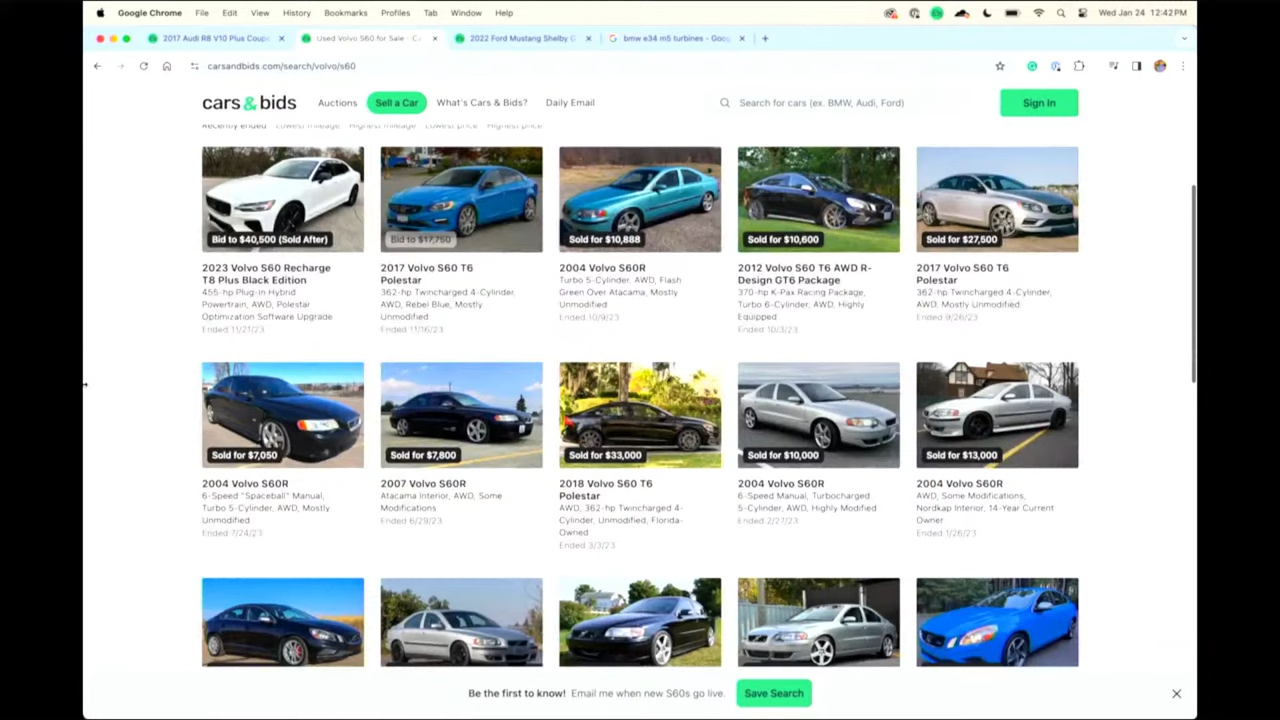 Google Chrome File Edit View History Bookmarks Profiles Tab Window Help Wed Jan 24 12:42 PM
2017 Audi R8 V10 Plus Coupe Used Volvo S60 for Sale - Ca 2022 Ford Mustang Shelby G bmw e34 m5 turbines - Goog
carsandbids.com/search/volvo/s60
cars & bids Auctions Sell a Car What's Cars & Bids? Daily Email Search for cars (ex. BMW, Audi, Ford) Sign In
Recently ended Lowest mileage Highest mileage Lowest price Highest price
Bid to $40,500 (Sold After)
2023 Volvo S60 Recharge
T8 Plus Black Edition
455-hp Plug-In Hybrid
Powertrain, AWD, Polestar
Optimization Software Upgrade
Ended 11/21/23
Bid to $17,750
2017 Volvo S60 T6
Polestar
362-hp Twincharged 4-Cylinder,
AWD, Rebel Blue, Mostly
Unmodified
Ended 11/16/23
Sold for $10,888
2004 Volvo S60R
Turbo 5-Cylinder, AWD, Flash
Green Over Atacama, Mostly
Unmodified
Ended 10/9/23
Sold for $10,600
2012 Volvo S60 T6 AWD R-
Design GT6 Package
370-hp K-Pax Racing Package,
Turbo 6-Cylinder, AWD, Highly
Equipped
Ended 10/3/23
Sold for $27,500
2017 Volvo S60 T6
Polestar
362-hp Twincharged 4-Cylinder,
AWD, Mostly Unmodified
Ended 9/26/23
Sold for $7,050
2004 Volvo S60R
6-Speed "Spaceball" Manual,
Turbo 5-Cylinder, AWD, Mostly
Unmodified
Ended 7/24/23
Sold for $7,800
2007 Volvo S60R
Atacama Interior, AWD, Some
Modifications
Ended 6/29/23
Sold for $33,000
2018 Volvo S60 T6
Polestar
AWD, 362-hp Twincharged 4-
Cylinder, Unmodified, Florida-
Owned
Ended 3/3/23
Sold for $10,000
2004 Volvo S60R
6-Speed Manual, Turbocharged
5-Cylinder, AWD, Highly Modified
Ended 2/27/23
Sold for $13,000
2004 Volvo S60R
AWD, Some Modifications,
Nordkap Interior, 14-Year Current
Owner
Ended 1/26/23
Be the first to know! Email me when new S60s go live. Save Search